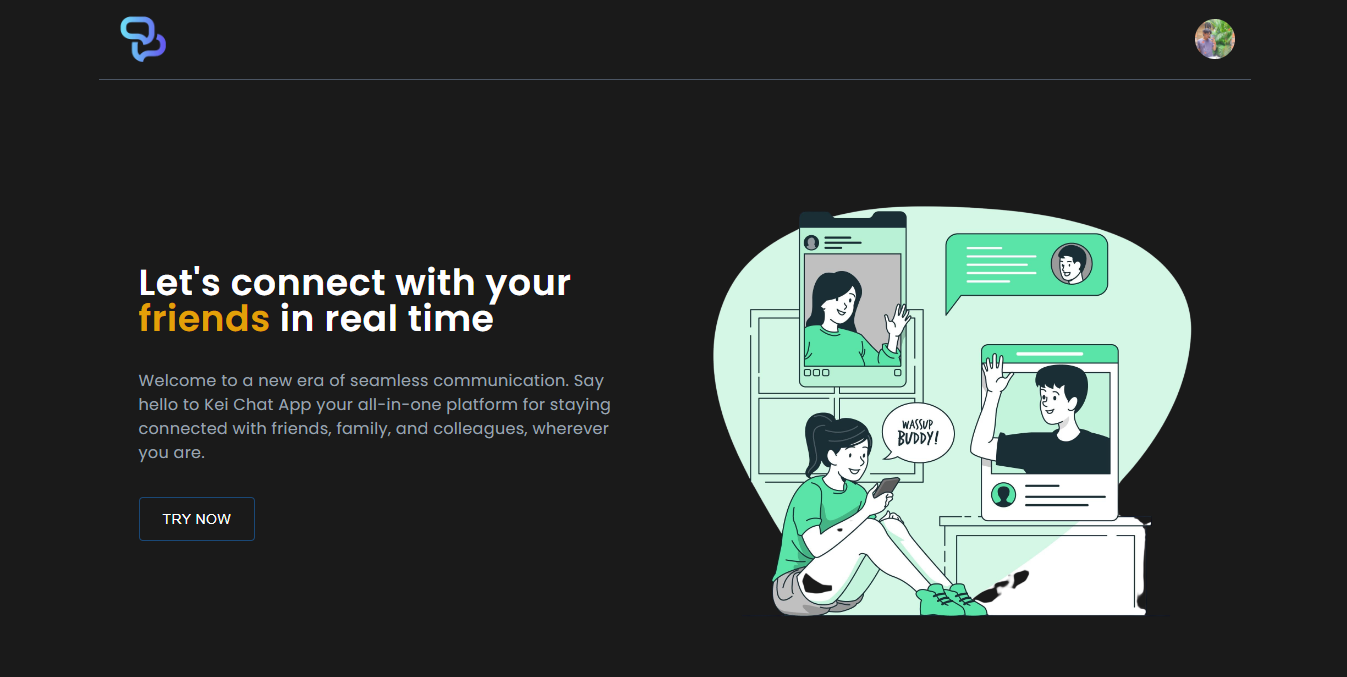 Let's connect with your
friends in real time
Welcome to a new era of seamless communication. Say
hello to Kei Chat App your all-in-one platform for staying
connected with friends, family, and colleagues, wherever
you are.
TRY NOW
WASSUP
BUDDY!